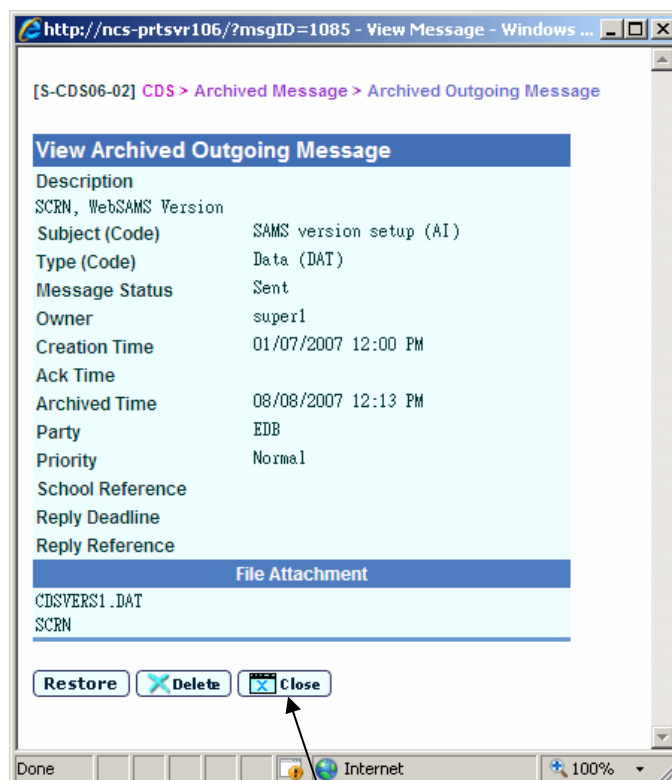 http://ncs-prtsvr106/?msgID=1085 - View Message - Windows ...
[S-CDS06-02] CDS > Archived Message > Archived Outgoing Message
View Archived Outgoing Message
Description
SCRN, WebSAMS Version
Subject (Code) SAMS version setup (AI)
Type (Code) Data (DAT)
Message Status Sent
Owner super1
Creation Time 01/07/2007 12:00 PM
Ack Time
Archived Time 08/08/2007 12:13 PM
Party EDB
Priority Normal
School Reference
Reply Deadline
Reply Reference
File Attachment
CDSVERS1.DAT
SCRN
Restore Delete Close
Done Internet 100%